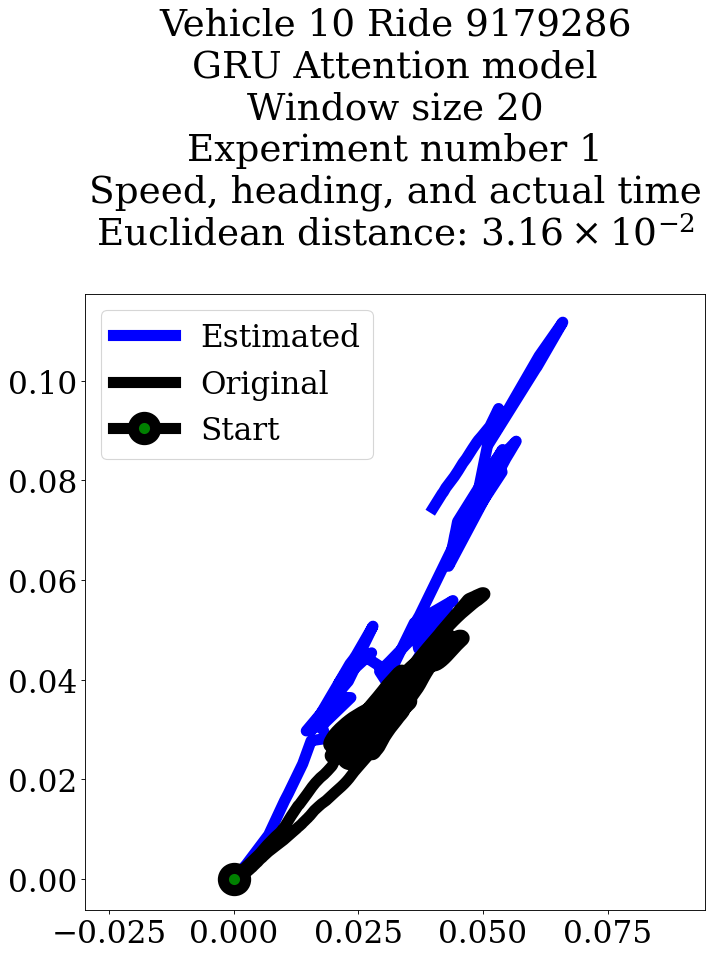 Vehicle 10 Ride 9179286
GRU Attention model
Window size 20
Experiment number 1
Speed, heading, and actual time
Euclidean distance: 3.16 × 10⁻²
Estimated
Original
Start
0.10
0.08
0.06
0.04
0.02
0.00
−0.025 0.000 0.025 0.050 0.075